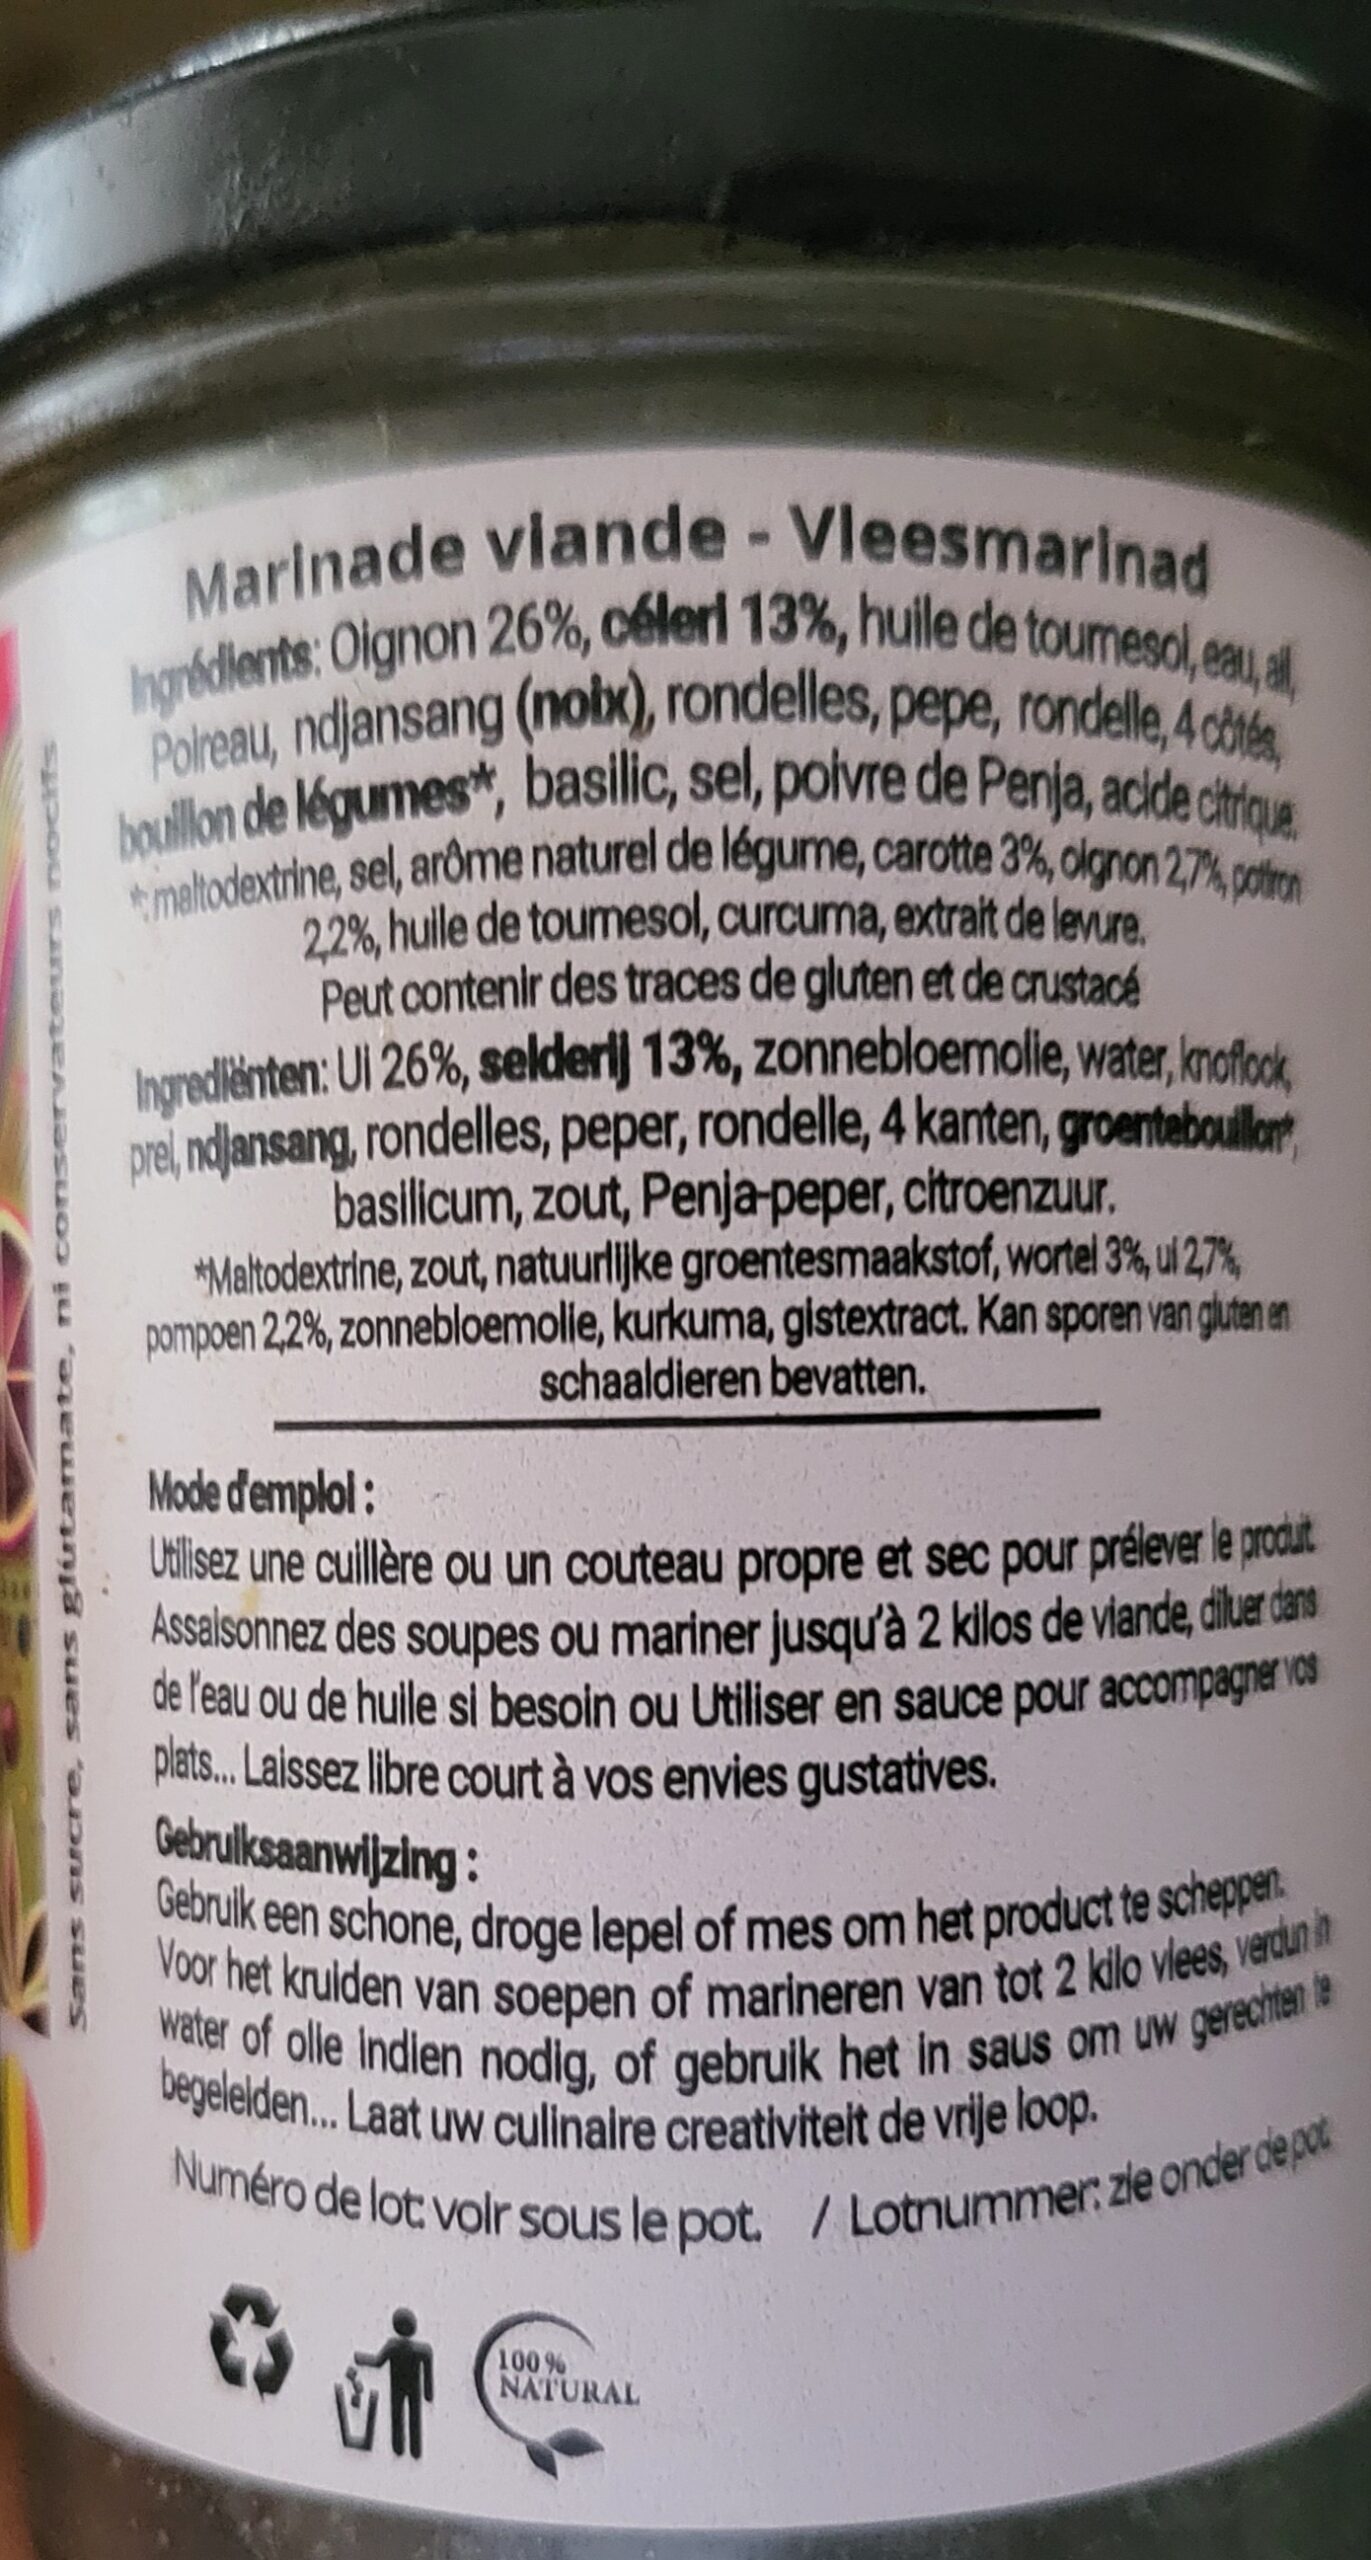 Marinade viande - Vleesmarinad
Ingrédients: Oignon 26%, céleri 13%, huile de tournesol, eau, ail,
Poireau, ndjansang (noix), rondelles, pepe, rondelle, 4 côtés,
bouillon de légumes*, basilic, sel, poivre de Penja, acide citrique.
*: maltodextrine, sel, arôme naturel de légume, carotte 3%, oignon 2,7%, potiron
2,2%, huile de tournesol, curcuma, extrait de levure.
Peut contenir des traces de gluten et de crustacé
Ingrediënten: Ui 26%, selderij 13%, zonnebloemolie, water, knoflock,
prei, ndjansang, rondelles, peper, rondelle, 4 kanten, groentebouillon*,
basilicum, zout, Penja-peper, citroenzuur.
*Maltodextrine, zout, natuurlijke groentesmaakstof, wortel 3%, ui 2,7%,
pompoen 2,2%, zonnebloemolie, kurkuma, gistextract. Kan sporen van gluten en
schaaldieren bevatten.
Mode d'emploi :
Utilisez une cuillère ou un couteau propre et sec pour prélever le produit.
Assaisonnez des soupes ou mariner jusqu'à 2 kilos de viande, diluer dans
de l'eau ou de huile si besoin ou Utiliser en sauce pour accompagner vos
plats... Laissez libre court à vos envies gustatives.
Gebruiksaanwijzing :
Gebruik een schone, droge lepel of mes om het product te scheppen.
Voor het kruiden van soepen of marineren van tot 2 kilo vlees, verdun in
water of olie indien nodig, of gebruik het in saus om uw gerechten te
begeleiden... Laat uw culinaire creativiteit de vrije loop.
Numéro de lot: voir sous le pot. / Lotnummer: zie onder de pot.
100%
NATURAL
Sans sucre, sans glutamate, ni conservateurs nocifs